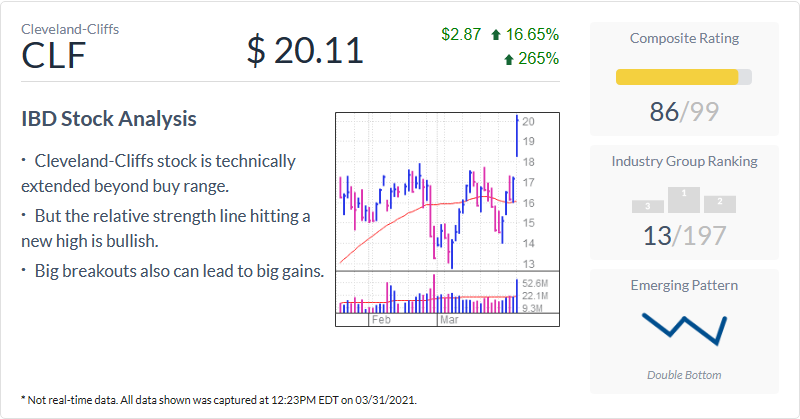 Cleveland-Cliffs
CLF
$ 20.11
$2.87 16.65%
265%
IBD Stock Analysis
· Cleveland-Cliffs stock is technically
extended beyond buy range.
· But the relative strength line hitting a
new high is bullish.
· Big breakouts also can lead to big gains.
20
19
18
17
16
15
14
13
52.6M
22.1M
9.3M
Feb
Mar
Composite Rating
86/99
Industry Group Ranking
3
1
2
13/197
Emerging Pattern
Double Bottom
* Not real-time data. All data shown was captured at 12:23PM EDT on 03/31/2021.